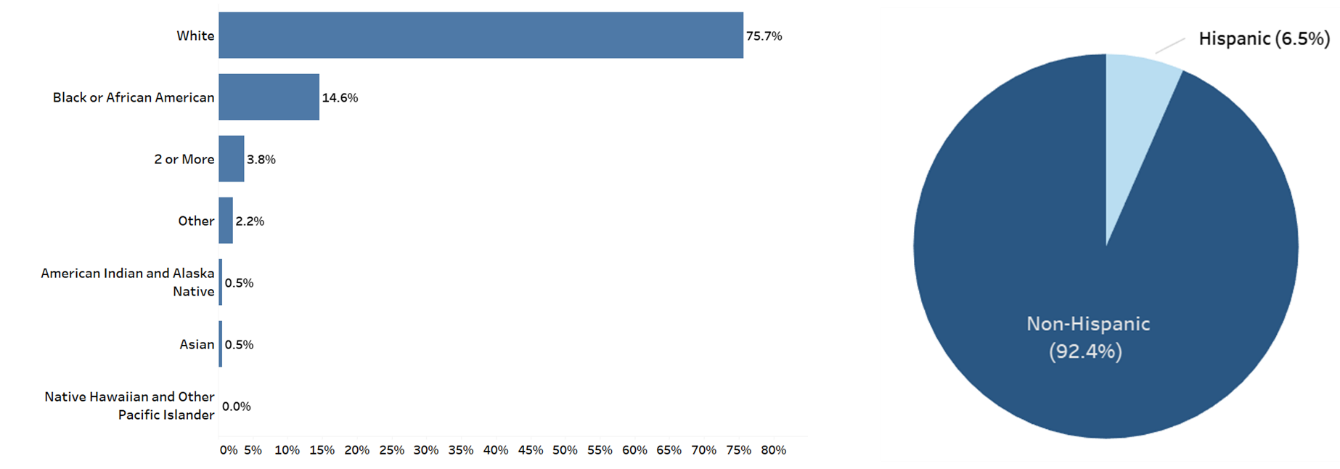 White
75.7%
Black or African American
14.6%
2 or More
3.8%
Other
2.2%
American Indian and Alaska
Native
0.5%
Asian
0.5%
Native Hawaiian and Other
Pacific Islander
0.0%
0% 5% 10% 15% 20% 25% 30% 35% 40% 45% 50% 55% 60% 65% 70% 75% 80%
Hispanic (6.5%)
Non-Hispanic
(92.4%)